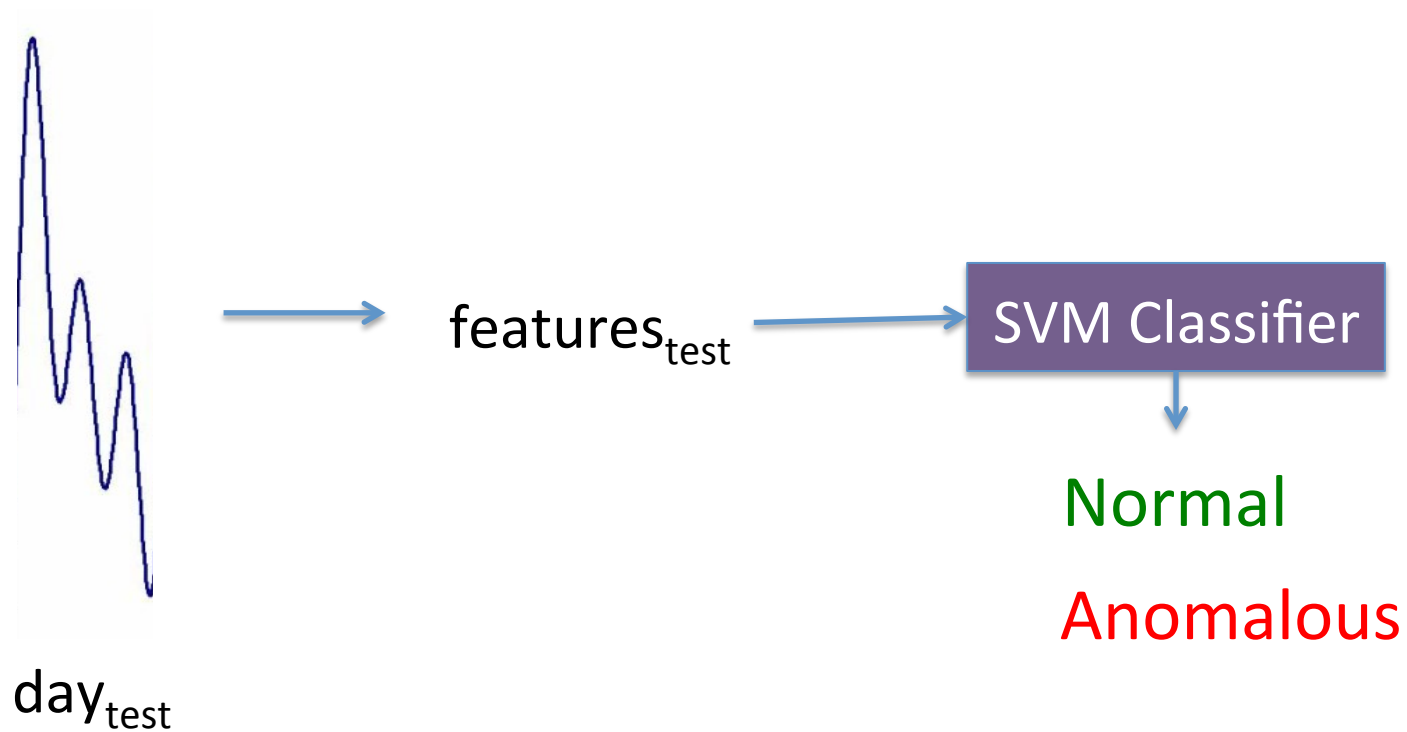 features_test
SVM Classifier
Normal
Anomalous
day_test